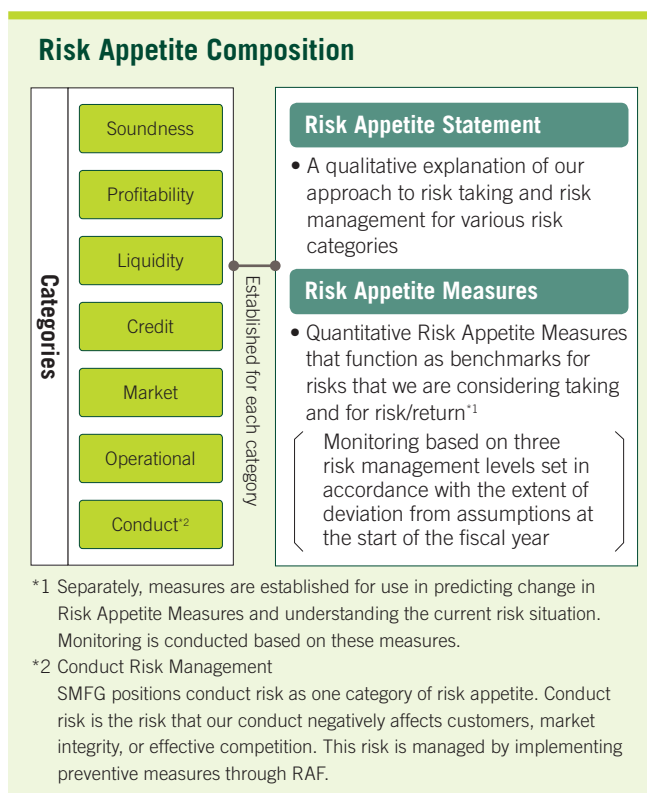 Risk Appetite Composition
Categories
Soundness
Profitability
Liquidity
Credit
Market
Operational
Conduct*2
Established for each category
Risk Appetite Statement
• A qualitative explanation of our
approach to risk taking and risk
management for various risk
categories
Risk Appetite Measures
• Quantitative Risk Appetite Measures
that function as benchmarks for
risks that we are considering taking
and for risk/return*1
Monitoring based on three
risk management levels set in
accordance with the extent of
deviation from assumptions at
the start of the fiscal year
*1 Separately, measures are established for use in predicting change in
Risk Appetite Measures and understanding the current risk situation.
Monitoring is conducted based on these measures.
*2 Conduct Risk Management
SMFG positions conduct risk as one category of risk appetite. Conduct
risk is the risk that our conduct negatively affects customers, market
integrity, or effective competition. This risk is managed by implementing
preventive measures through RAF.